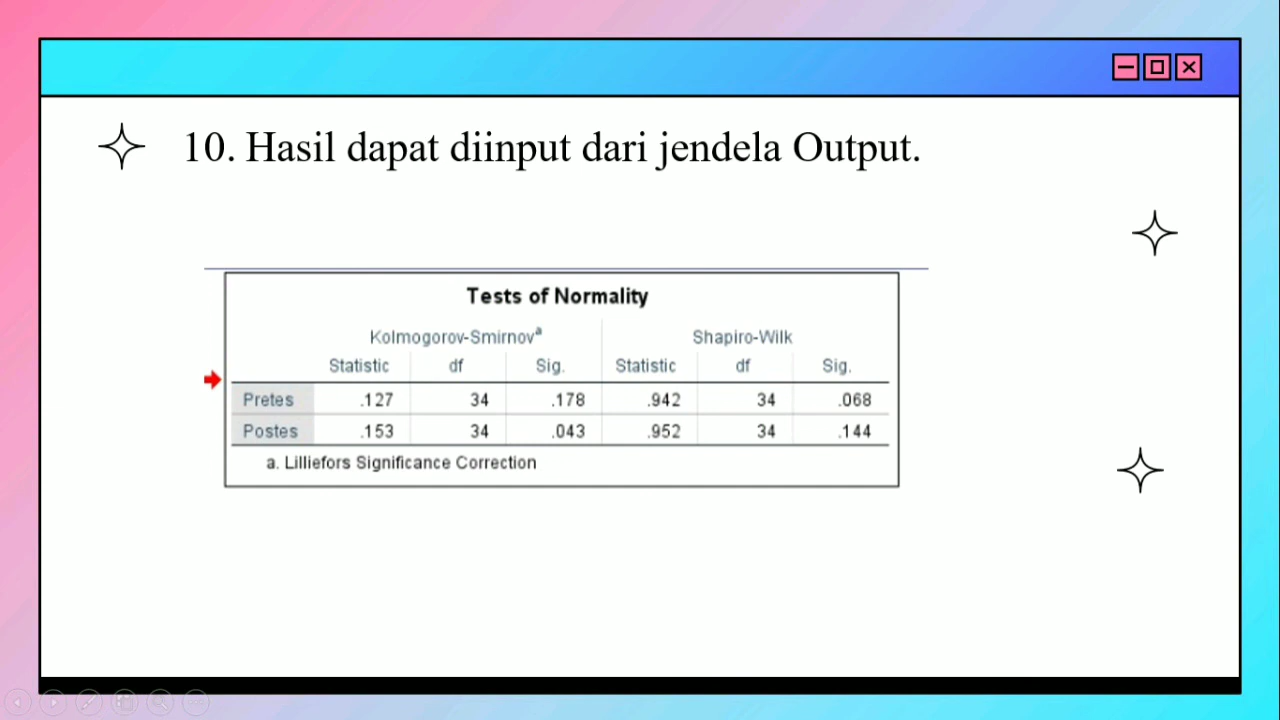 10. Hasil dapat diinput dari jendela Output.
Tests of Normality
Kolmogorov-Smirnovª Shapiro-Wilk
Statistic df Sig. Statistic df Sig.
Pretes .127 34 .178 .942 34 .068
Postes .153 34 .043 .952 34 .144
a. Lilliefors Significance Correction